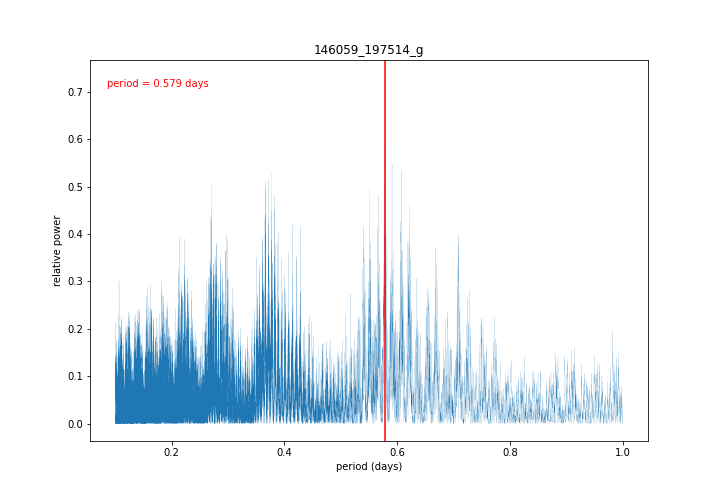 146059_197514_g
period = 0.579 days
relative power
0.7
0.6
0.5
0.4
0.3
0.2
0.1
0.0
0.2 0.4 0.6 0.8 1.0
period (days)